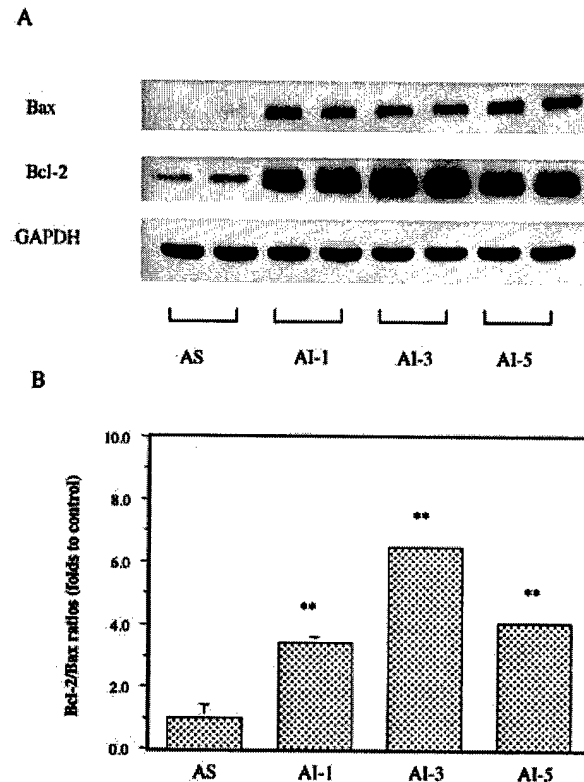 A
Bax
Bcl-2
GAPDH
AS AI-1 AI-3 AI-5
B
Bcl-2/Bax ratios (folds to control)
10.0
8.0
6.0
4.0
2.0
0.0
**
**
**
AS AI-1 AI-3 AI-5